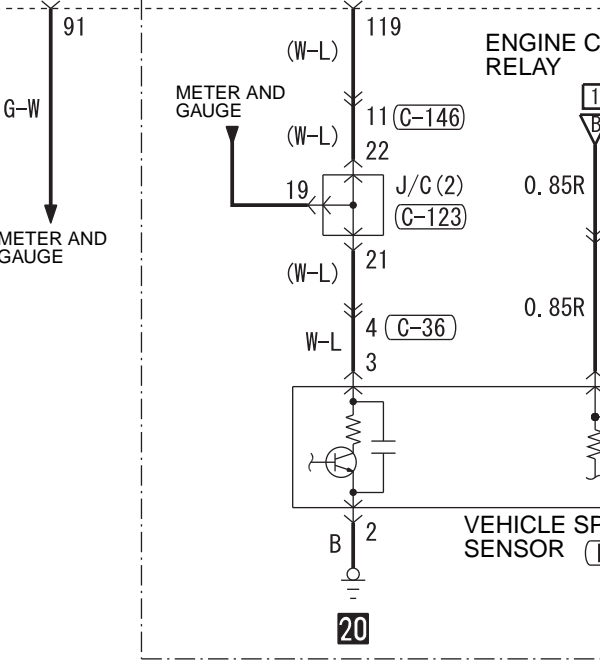 91
119
(W-L)
ENGINE C
RELAY
METER AND
GAUGE
G-W
11 (C-146)
1
B
(W-L)
22
19
J/C(2)
0.85R
(C-123)
METER AND
GAUGE
21
(W-L)
0.85R
4 (C-36)
W-L
3
VEHICLE SP
SENSOR
2
B
20